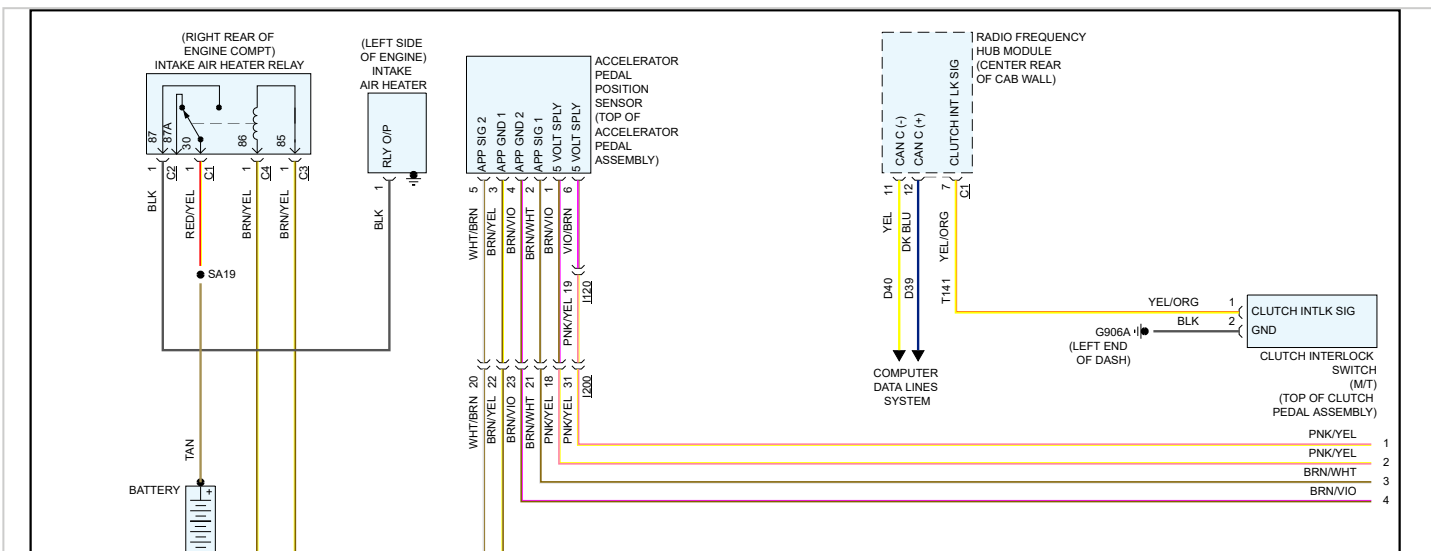 (RIGHT REAR OF
ENGINE COMPT)
INTAKE AIR HEATER RELAY
87
87A
30
86
85
1
C2
1
C1
1
C4
1
C3
BLK
RED/YEL
BRN/YEL
BRN/YEL
SA19
TAN
BATTERY
+
(LEFT SIDE
OF ENGINE)
INTAKE
AIR HEATER
RLY O/P
1
BLK
ACCELERATOR
PEDAL
POSITION
SENSOR
(TOP OF
ACCELERATOR
PEDAL
ASSEMBLY)
APP SIG 2
APP GND 1
APP GND 2
APP SIG 1
5 VOLT SPLY
5 VOLT SPLY
5
3
4
2
1
6
WHT/BRN
BRN/YEL
BRN/VIO
BRN/WHT
BRN/VIO
VIO/BRN
19
I120
PNK/YEL
20
22
23
21
18
31
I200
WHT/BRN
BRN/YEL
BRN/VIO
BRN/WHT
PNK/YEL
PNK/YEL
RADIO FREQUENCY
HUB MODULE
(CENTER REAR
OF CAB WALL)
CAN C (-)
CAN C (+)
CLUTCH INT LK SIG
11
12
7
C1
YEL
DK BLU
YEL/ORG
D40
D39
T141
COMPUTER
DATA LINES
SYSTEM
YEL/ORG
1
CLUTCH INTLK SIG
BLK
2
GND
G906A
(LEFT END
OF DASH)
CLUTCH INTERLOCK
SWITCH
(M/T)
(TOP OF CLUTCH
PEDAL ASSEMBLY)
PNK/YEL 1
PNK/YEL 2
BRN/WHT 3
BRN/VIO 4